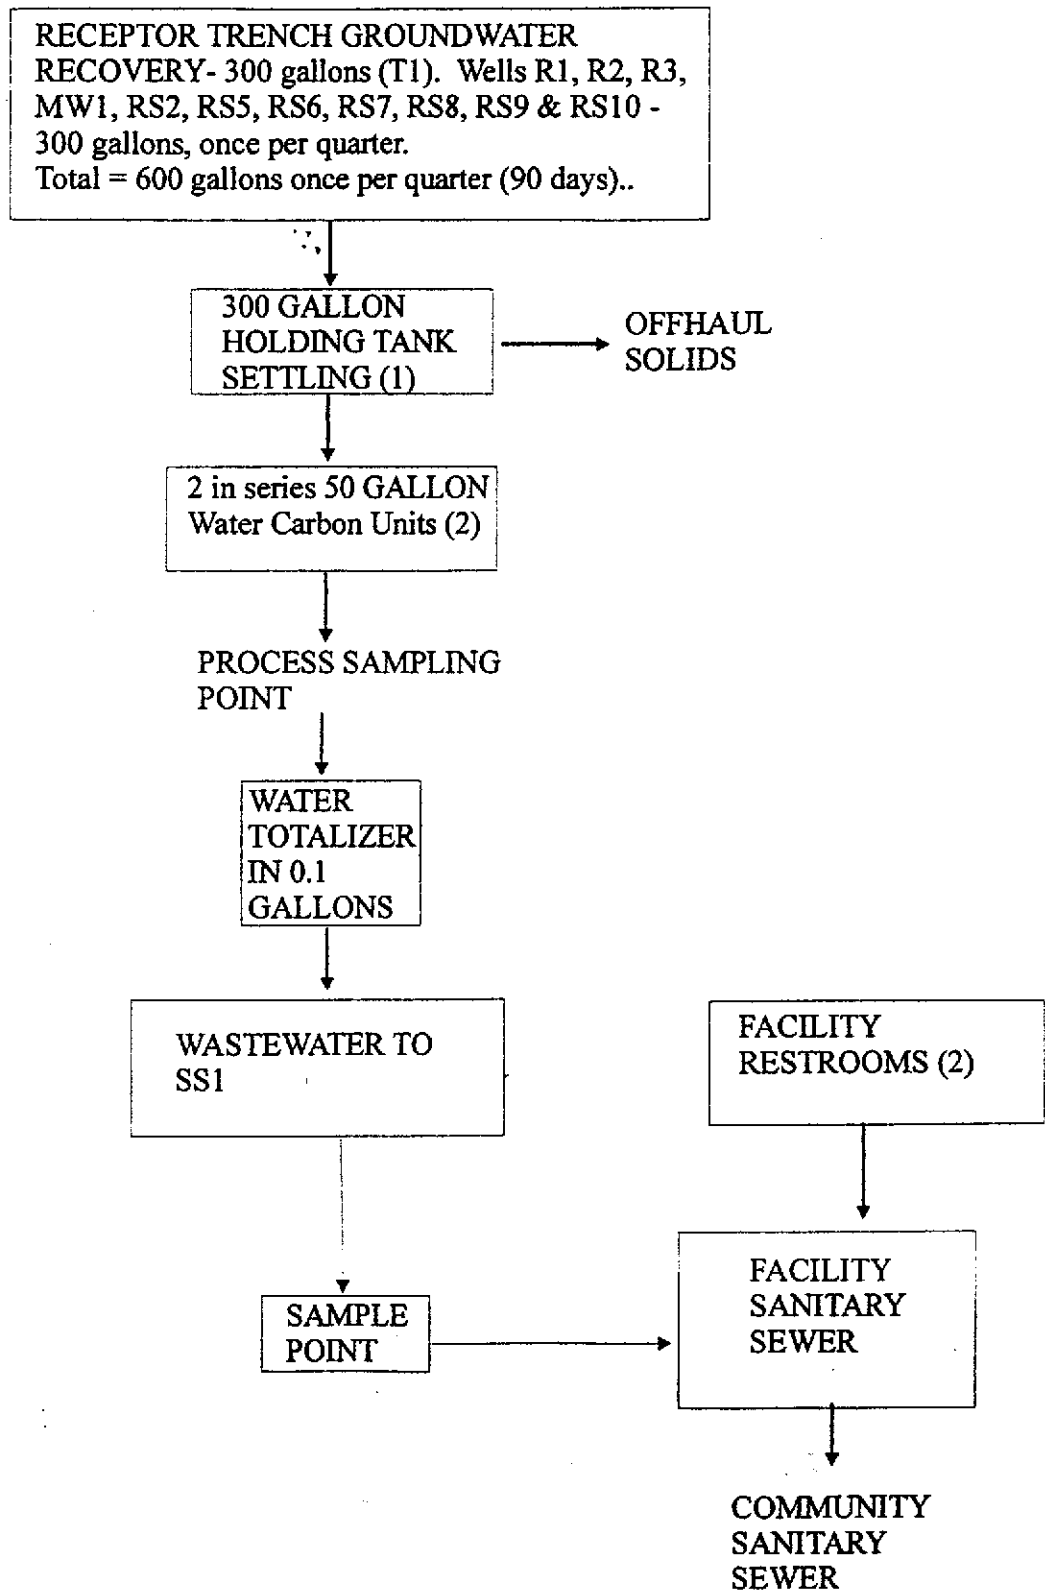 RECEPTOR TRENCH GROUNDWATER
RECOVERY- 300 gallons (T1). Wells R1, R2, R3,
MW1, RS2, RS5, RS6, RS7, RS8, RS9 & RS10 -
300 gallons, once per quarter.
Total = 600 gallons once per quarter (90 days)..
300 GALLON
HOLDING TANK
SETTLING (1)
OFFHAUL
SOLIDS
2 in series 50 GALLON
Water Carbon Units (2)
PROCESS SAMPLING
POINT
WATER
TOTALIZER
IN 0.1
GALLONS
WASTEWATER TO
SS1
FACILITY
RESTROOMS (2)
SAMPLE
POINT
FACILITY
SANITARY
SEWER
COMMUNITY
SANITARY
SEWER